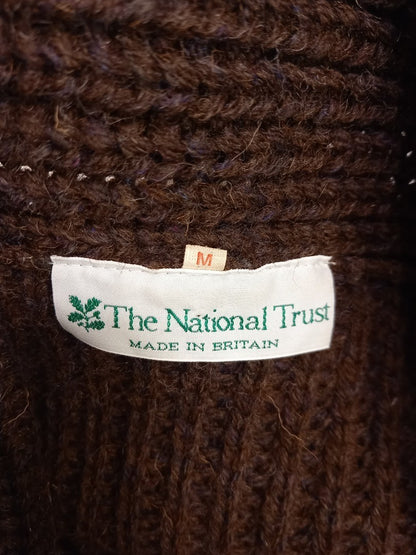 M
The National Trust
MADE IN BRITAIN